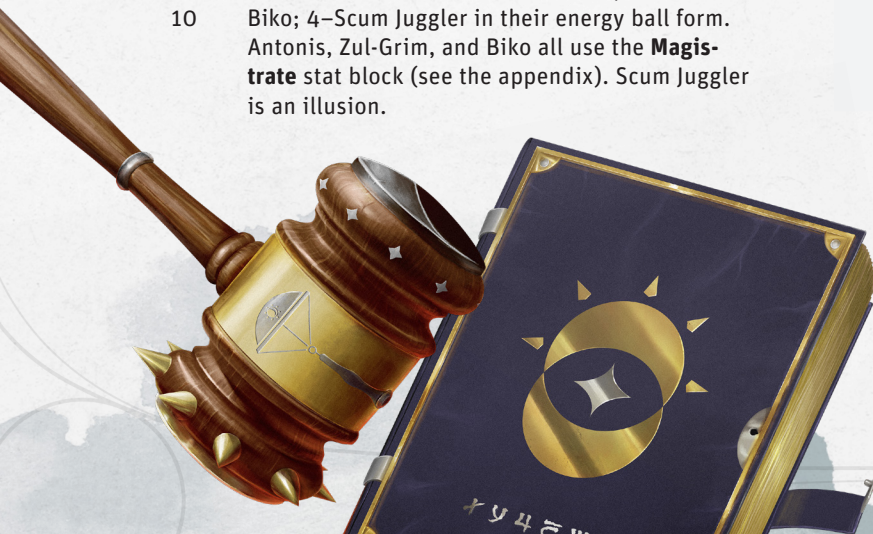 10 Biko; 4–Scum Juggler in their energy ball form.
Antonis, Zul-Grim, and Biko all use the Magis-
trate stat block (see the appendix). Scum Juggler
is an illusion.